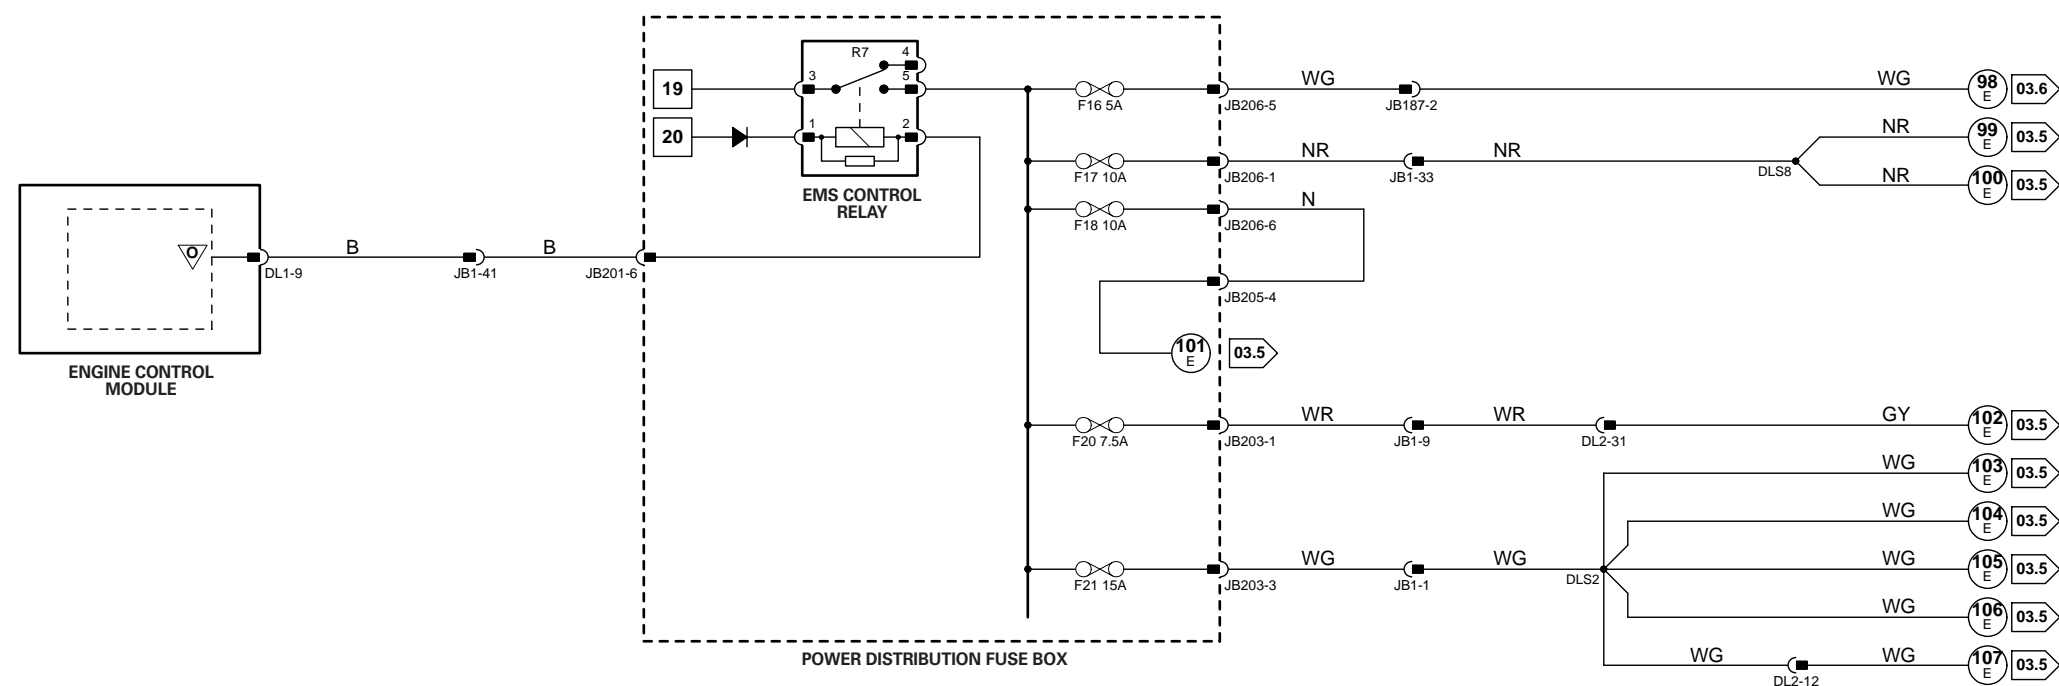 R7
4
19
3
5
F16 5A
JB206-5
WG
JB187-2
WG
98
E
03.6
20
1
2
EMS CONTROL
RELAY
F17 10A
JB206-1
NR
JB1-33
NR
DLS8
NR
99
E
03.5
NR
100
E
03.5
F18 10A
JB206-6
N
O
DL1-9
B
JB1-41
B
JB201-6
JB205-4
ENGINE CONTROL
MODULE
101
E
03.5
F20 7.5A
JB203-1
WR
JB1-9
WR
DL2-31
GY
102
E
03.5
WG
103
E
03.5
WG
104
E
03.5
F21 15A
JB203-3
WG
JB1-1
WG
DLS2
WG
105
E
03.5
WG
106
E
03.5
WG
DL2-12
WG
107
E
03.5
POWER DISTRIBUTION FUSE BOX